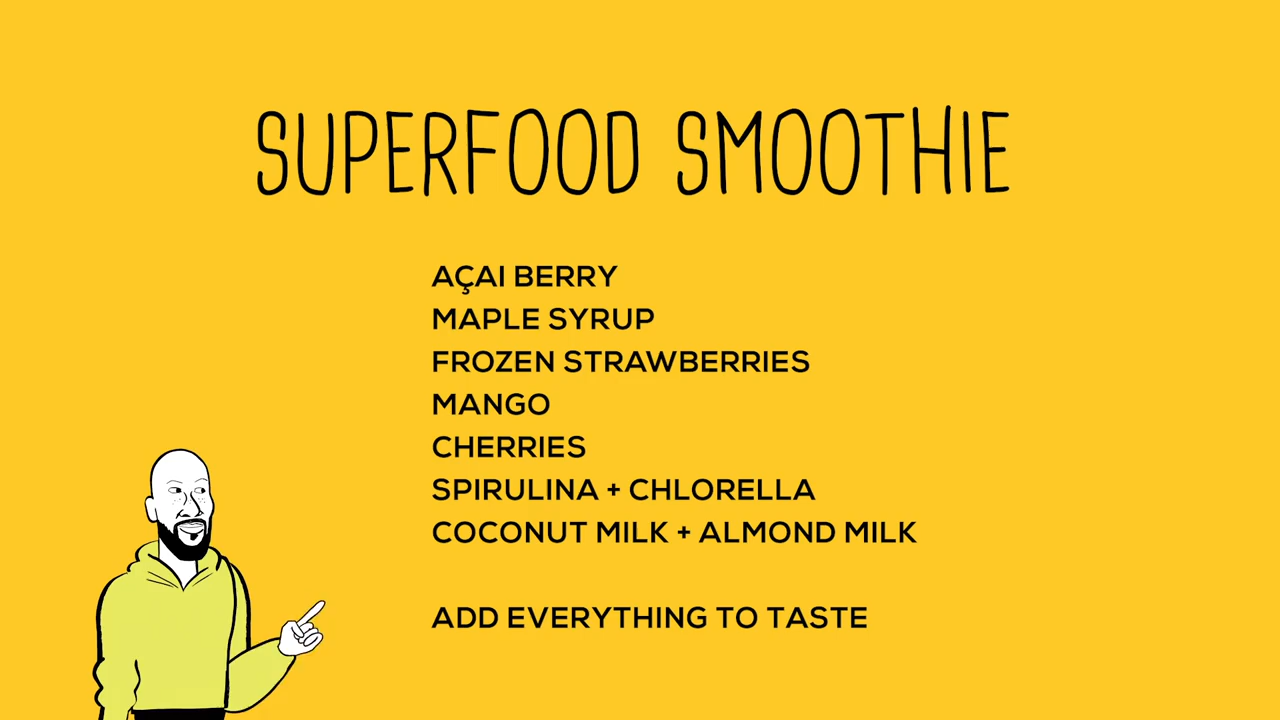 SUPERFOOD SMOOTHIE
AÇAI BERRY
MAPLE SYRUP
FROZEN STRAWBERRIES
MANGO
CHERRIES
SPIRULINA + CHLORELLA
COCONUT MILK + ALMOND MILK
ADD EVERYTHING TO TASTE